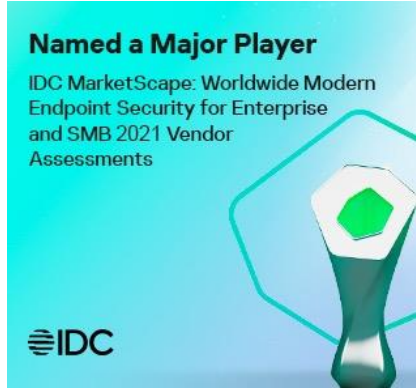 Named a Major Player
IDC MarketScape: Worldwide Modern
Endpoint Security for Enterprise
and SMB 2021 Vendor
Assessments
IDC